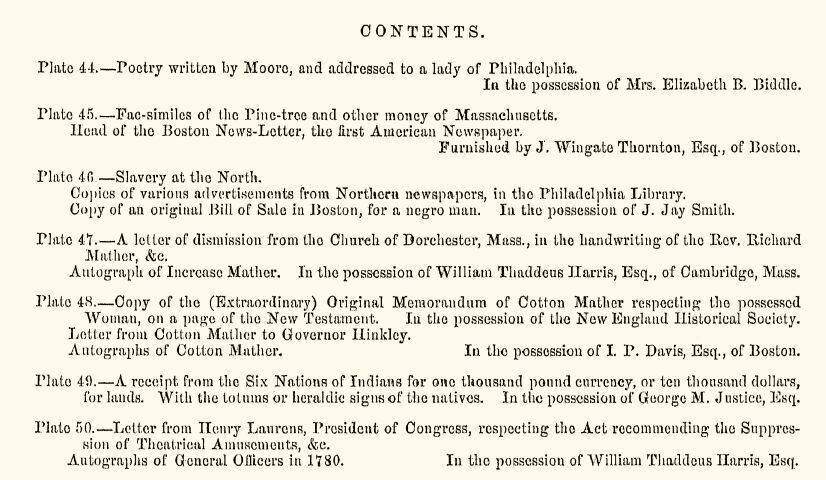 CONTENTS.
Plate 44.—Poetry written by Moore, and addressed to a lady of Philadelphia.
In the possession of Mrs. Elizabeth B. Biddle.
Plate 45.—Fac-similes of the Pine-tree and other money of Massachusetts.
Head of the Boston News-Letter, the first American Newspaper.
Furnished by J. Wingate Thornton, Esq., of Boston.
Plate 46.—Slavery at the North.
Copies of various advertisements from Northern newspapers, in the Philadelphia Library.
Copy of an original Bill of Sale in Boston, for a negro man. In the possession of J. Jay Smith.
Plate 47.—A letter of dismission from the Church of Dorchester, Mass., in the handwriting of the Rev. Richard
Mather, &c.
Autograph of Increase Mather. In the possession of William Thaddeus Harris, Esq., of Cambridge, Mass.
Plate 48.—Copy of the (Extraordinary) Original Memorandum of Cotton Mather respecting the possessed
Woman, on a page of the New Testament. In the possession of the New England Historical Society.
Letter from Cotton Mather to Governor Hinkley.
Autographs of Cotton Mather. In the possession of I. P. Davis, Esq., of Boston.
Plate 49.—A receipt from the Six Nations of Indians for one thousand pound currency, or ten thousand dollars,
for lands. With the totums or heraldic signs of the natives. In the possession of George M. Justice, Esq.
Plate 50.—Letter from Henry Laurens, President of Congress, respecting the Act recommending the Suppres-
sion of Theatrical Amusements, &c.
Autographs of General Officers in 1780. In the possession of William Thaddeus Harris, Esq.